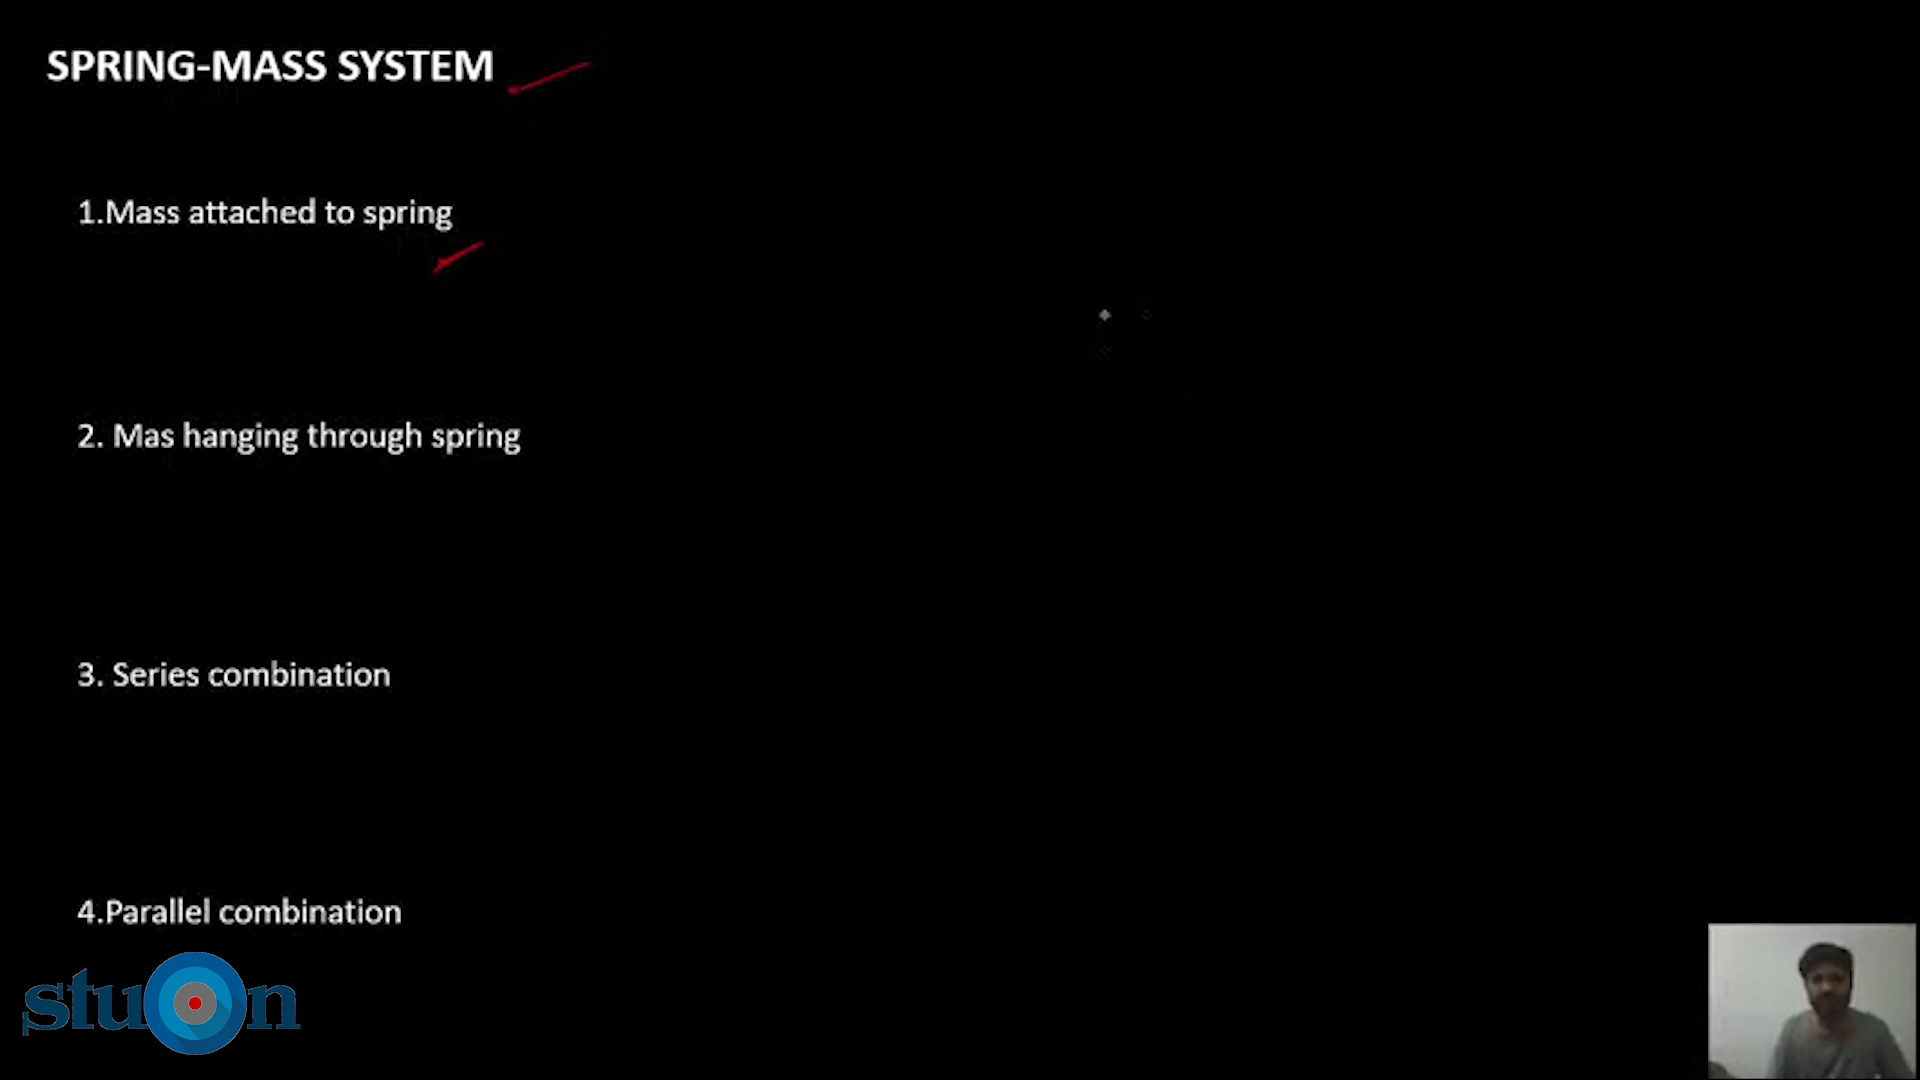 SPRING-MASS SYSTEM
1.Mass attached to spring
2. Mas hanging through spring
3. Series combination
4.Parallel combination
stuOn